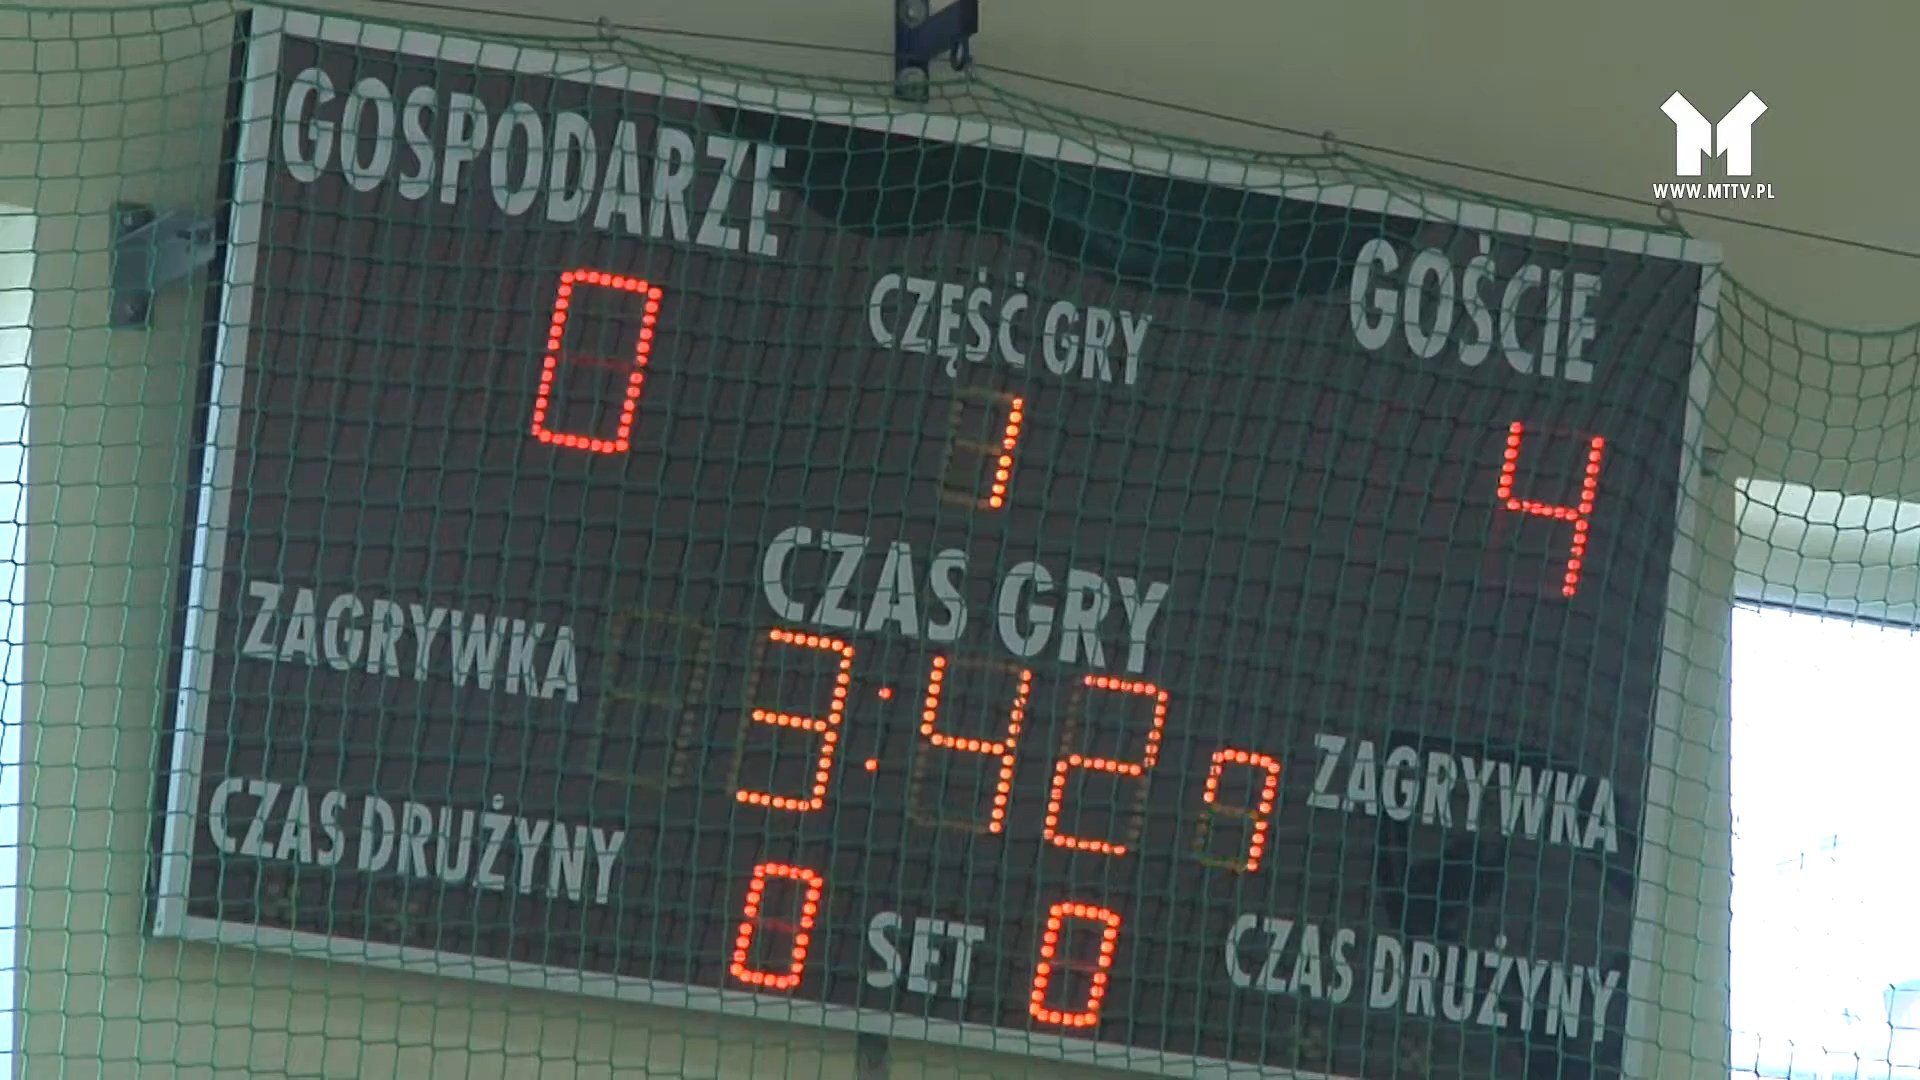 GOSPODARZE
GOŚCIE
CZĘŚĆ GRY
0
1
4
CZAS GRY
ZAGRYWKA
3:42
7
ZAGRYWKA
CZAS DRUŻYNY
0
SET
0
CZAS DRUŻYNY
M
WWW.MTTV.PL